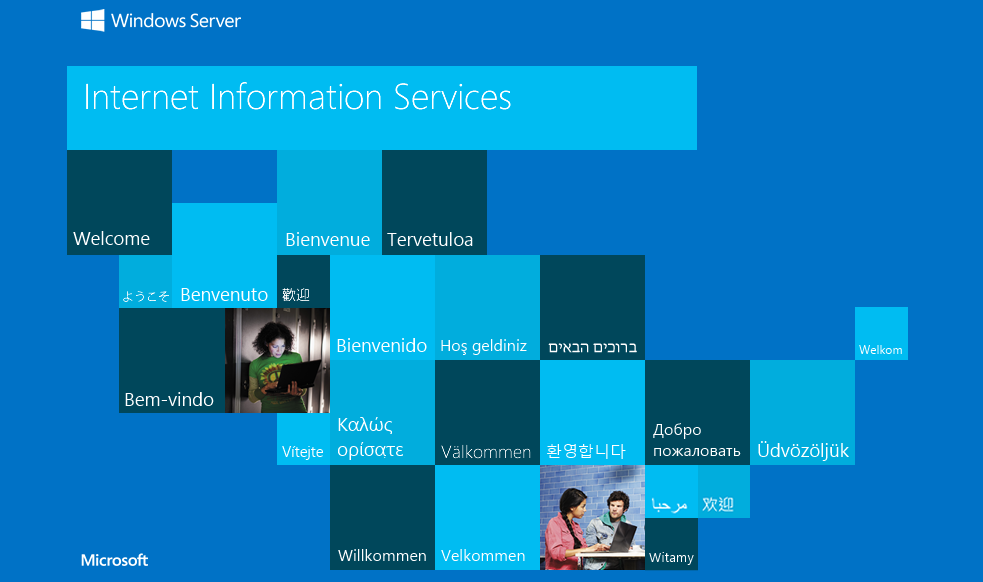 Windows Server
Internet Information Services
Welcome
Bienvenue
Tervetuloa
ようこそ
Benvenuto
歡迎
Bienvenido
Hoş geldiniz
ברוכים הבאים
Welkom
Bem-vindo
Vítejte
Καλώς
ορίσατε
Välkommen
환영합니다
Добро
пожаловать
Üdvözöljük
Willkommen
Velkommen
مرحبا
欢迎
Witamy
Microsoft